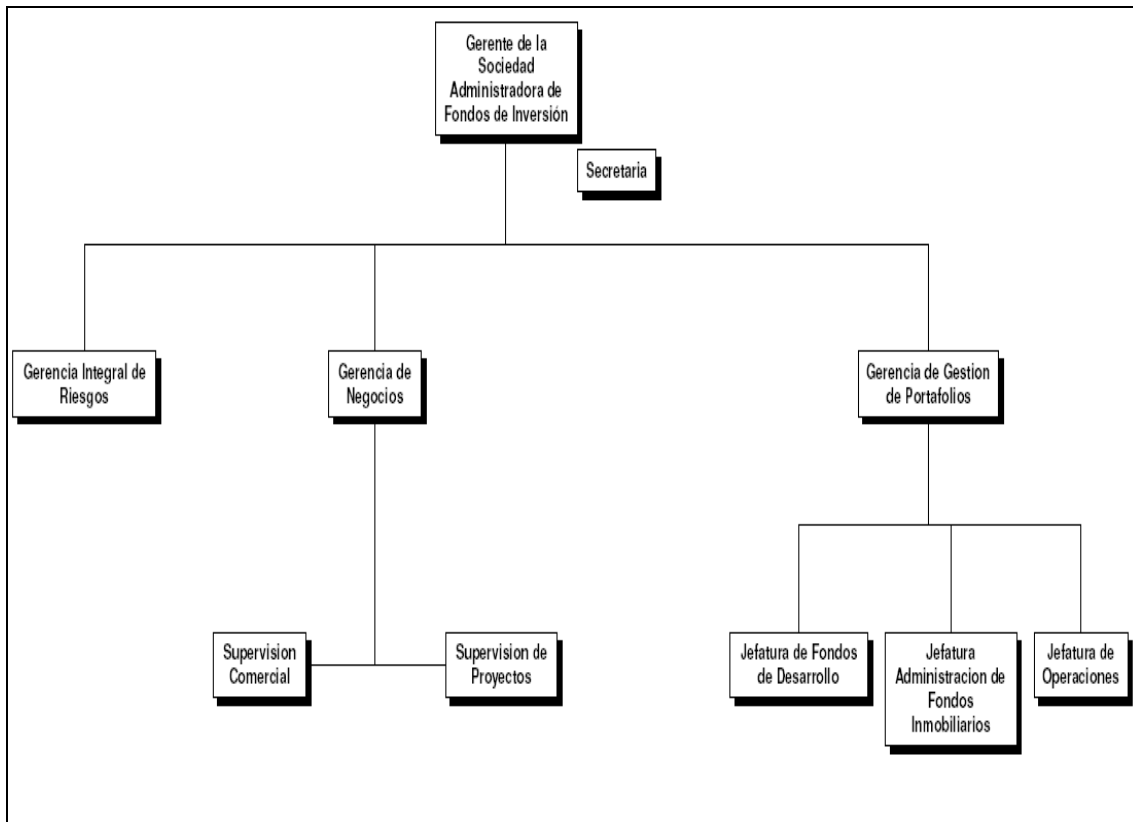 Gerente de la
Sociedad
Administradora de
Fondos de Inversión
Secretaria
Gerencia Integral de
Riesgos
Gerencia de
Negocios
Gerencia de Gestion
de Portafolios
Supervision
Comercial
Supervision de
Proyectos
Jefatura de Fondos
de Desarrollo
Jefatura
Administracion de
Fondos
Inmobiliarios
Jefatura de
Operaciones